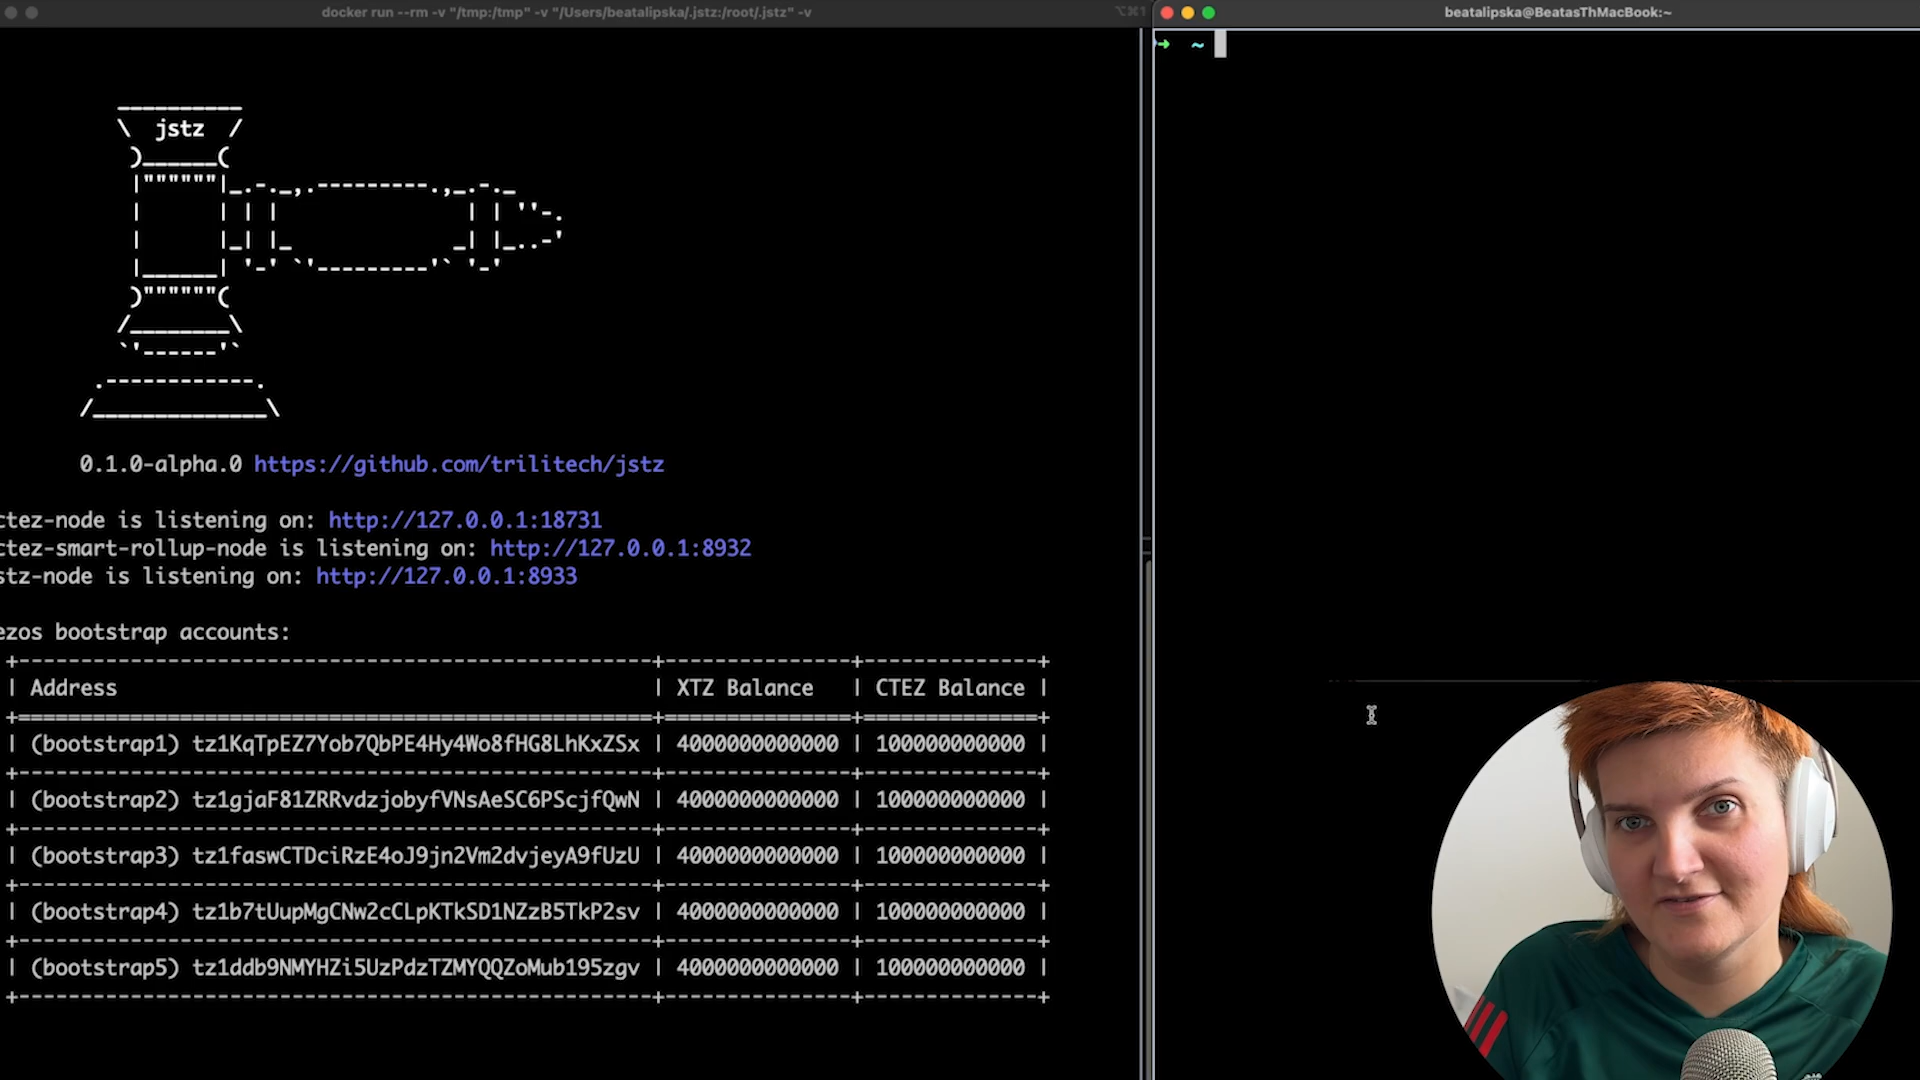 docker run --rm -v "/tmp:/tmp" -v "/Users/beatalipska/.jstz:/root/.jstz" -v
⌥⌘1
beatalipska@BeatasThMacBook:~
➜ ~
jstz
0.1.0-alpha.0 https://github.com/trilitech/jstz
ctez-node is listening on: http://127.0.0.1:18731
ctez-smart-rollup-node is listening on: http://127.0.0.1:8932
stz-node is listening on: http://127.0.0.1:8933
ezos bootstrap accounts:
| Address | XTZ Balance | CTEZ Balance |
| (bootstrap1) tz1KqTpEZ7Yob7QbPE4Hy4Wo8fHG8LhKxZSx | 4000000000000 | 100000000000 |
| (bootstrap2) tz1gjaF81ZRRvdzjobyfVNsAeSC6PScjfQwN | 4000000000000 | 100000000000 |
| (bootstrap3) tz1faswCTDciRzE4oJ9jn2Vm2dvjeyA9fUzU | 4000000000000 | 100000000000 |
| (bootstrap4) tz1b7tUupMgCNw2cCLpKTkSD1NZzB5TkP2sv | 4000000000000 | 100000000000 |
| (bootstrap5) tz1ddb9NMYHZi5UzPdzTZMYQQZoMub195zgv | 4000000000000 | 100000000000 |